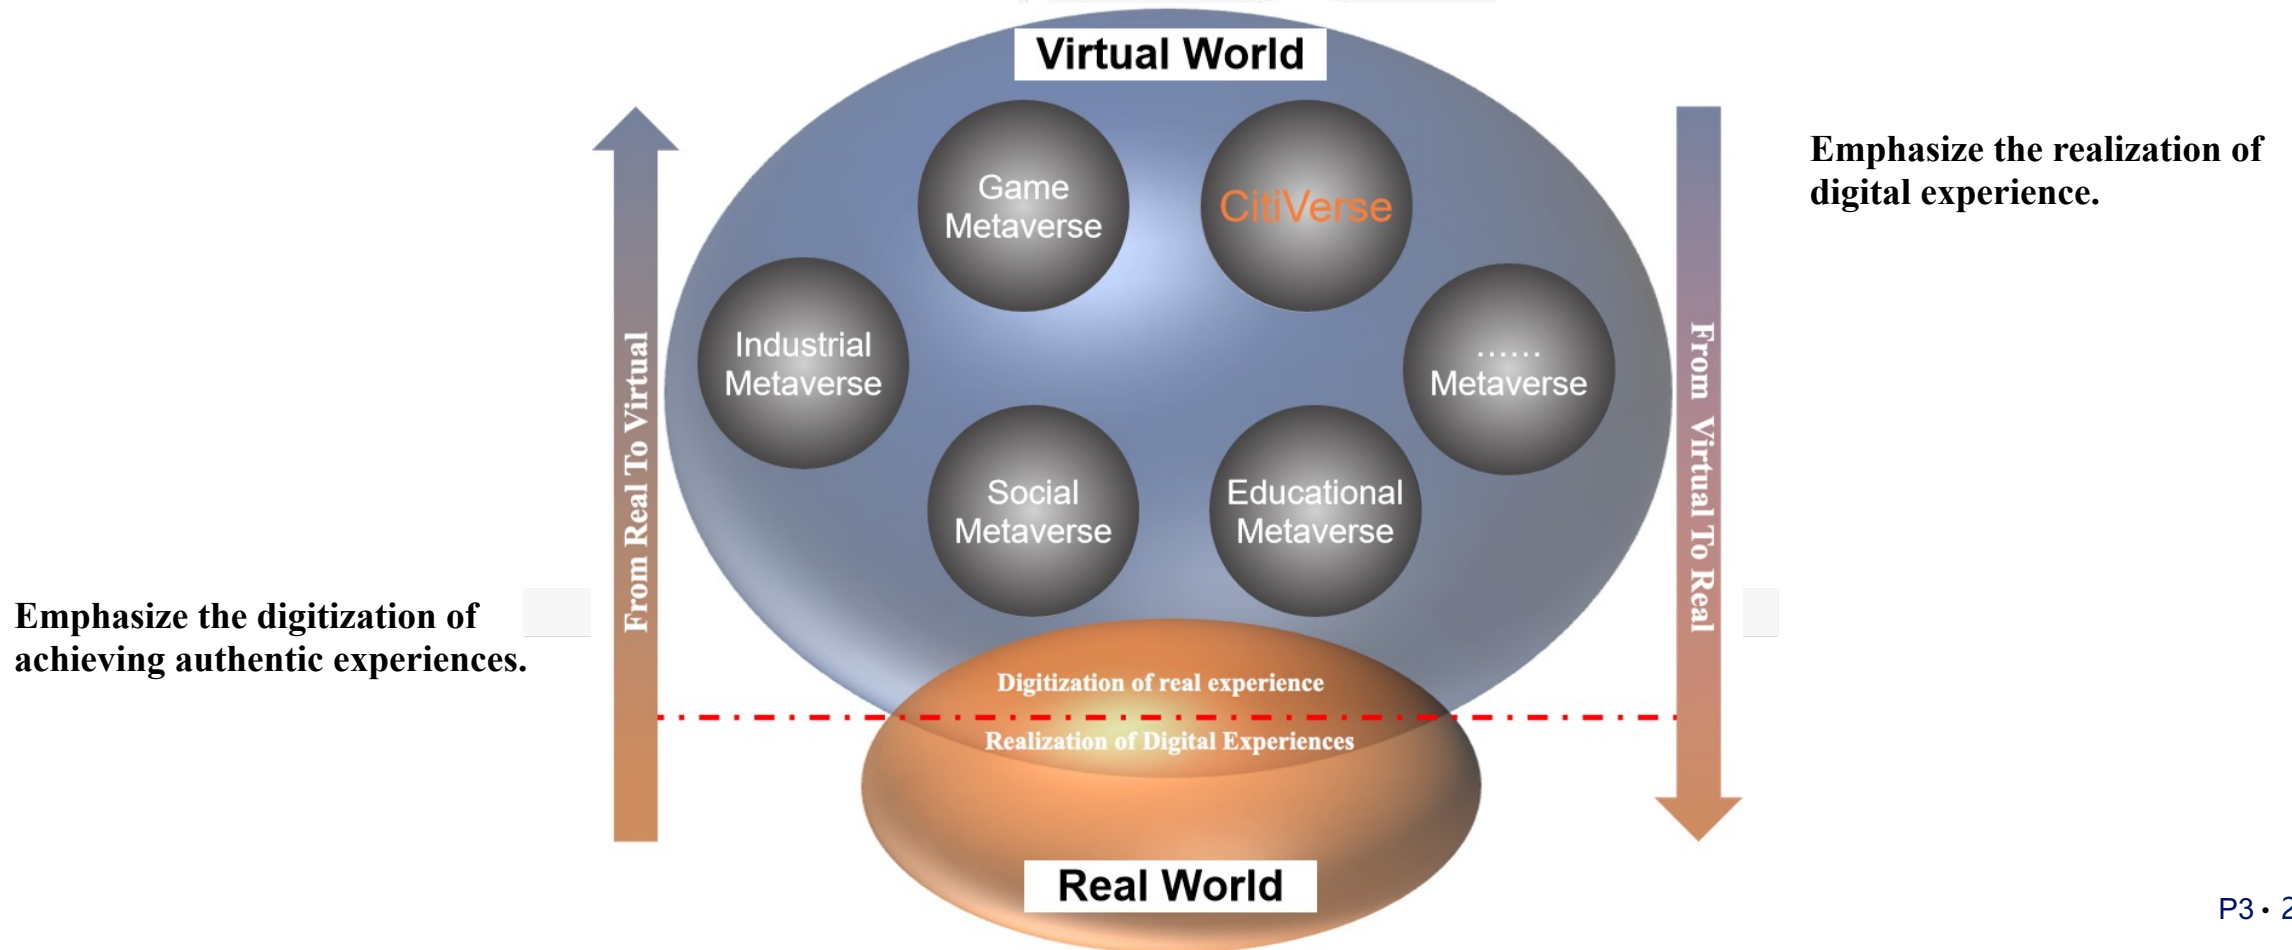 Virtual World
Game
Metaverse
CitiVerse
Industrial
Metaverse
......
Metaverse
Social
Metaverse
Educational
Metaverse
From Real To Virtual
From Virtual To Real
Emphasize the realization of
digital experience.
Emphasize the digitization of
achieving authentic experiences.
Digitization of real experience
Realization of Digital Experiences
Real World
P3 · 2